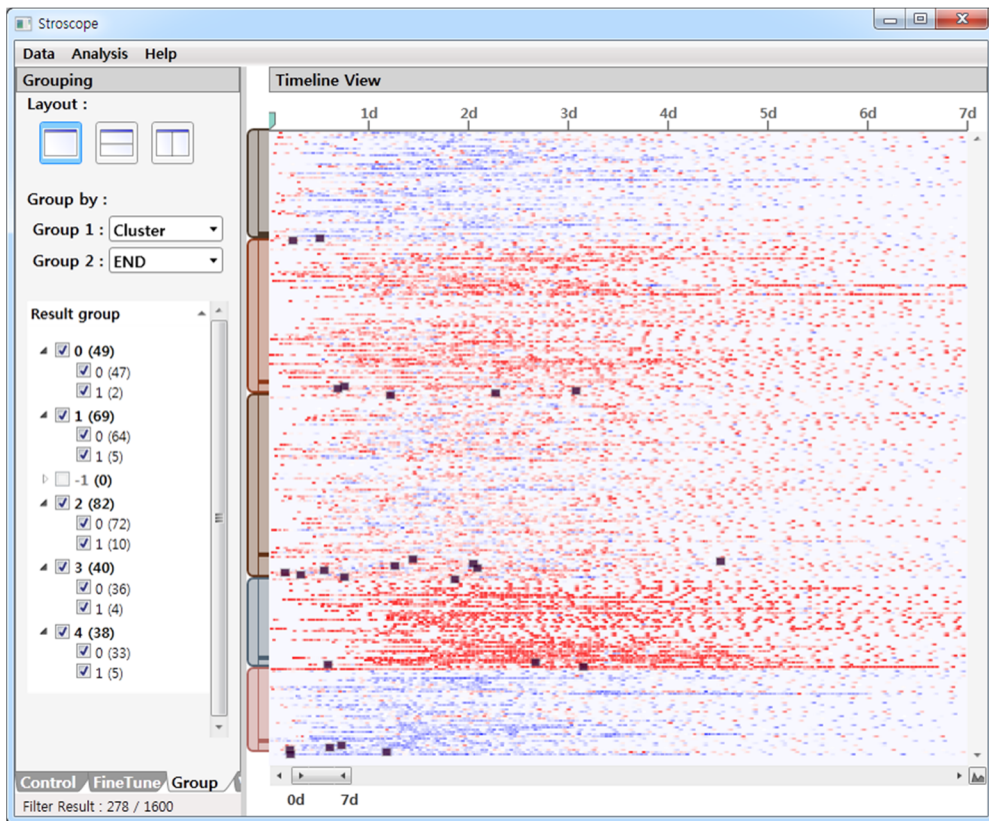 Stroscope
Data Analysis Help
Grouping
Layout :
Group by :
Group 1 : Cluster
Group 2 : END
Result group
0 (49)
0 (47)
1 (2)
1 (69)
0 (64)
1 (5)
-1 (0)
2 (82)
0 (72)
1 (10)
3 (40)
0 (36)
1 (4)
4 (38)
0 (33)
1 (5)
Control FineTune Group
Filter Result : 278 / 1600
Timeline View
1d 2d 3d 4d 5d 6d 7d
0d 7d